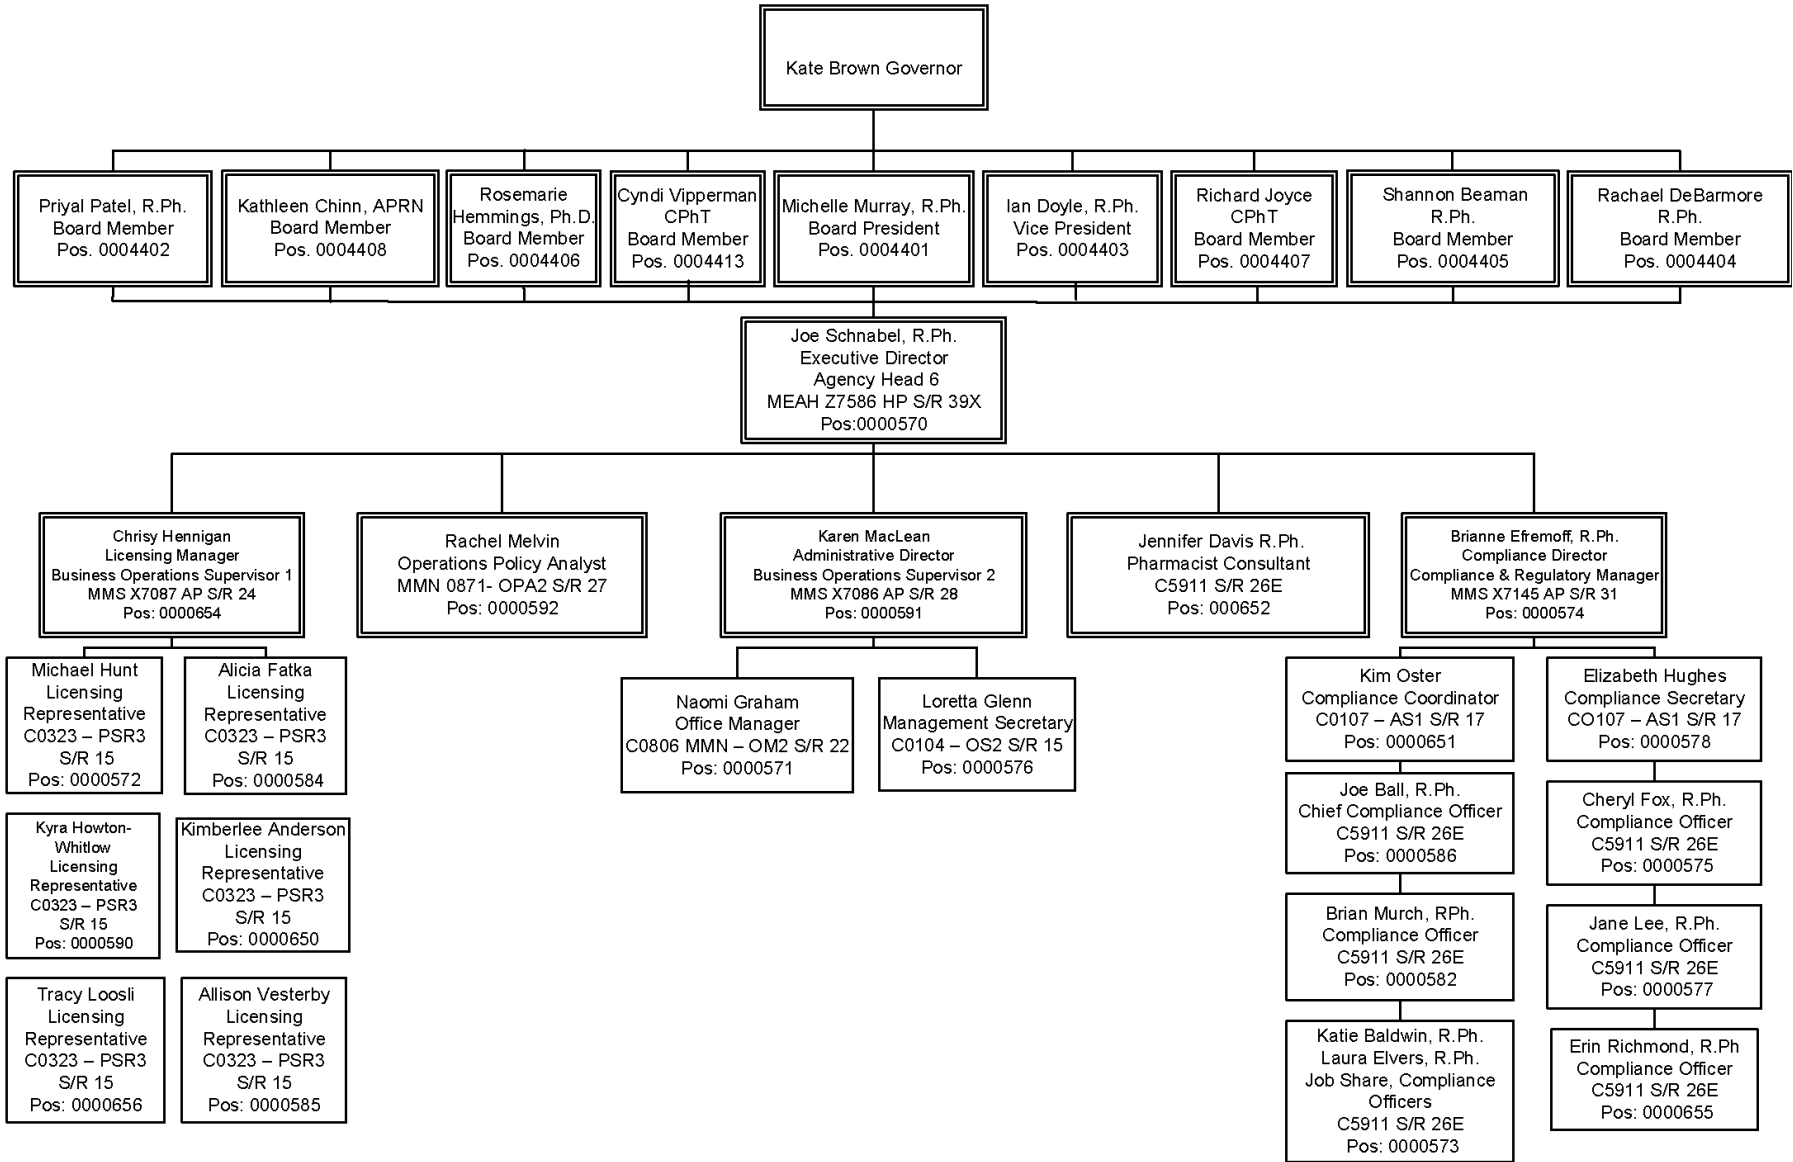 Kate Brown Governor
Priyal Patel, R.Ph.
Board Member
Pos. 0004402
Kathleen Chinn, APRN
Board Member
Pos. 0004408
Rosemarie
Hemmings, Ph.D.
Board Member
Pos. 0004406
Cyndi Vipperman
CPhT
Board Member
Pos. 0004413
Michelle Murray, R.Ph.
Board President
Pos. 0004401
Ian Doyle, R.Ph.
Vice President
Pos. 0004403
Richard Joyce
CPhT
Board Member
Pos. 0004407
Shannon Beaman
R.Ph.
Board Member
Pos. 0004405
Rachael DeBarmore
R.Ph.
Board Member
Pos. 0004404
Joe Schnabel, R.Ph.
Executive Director
Agency Head 6
MEAH Z7586 HP S/R 39X
Pos:0000570
Chrisy Hennigan
Licensing Manager
Business Operations Supervisor 1
MMS X7087 AP S/R 24
Pos: 0000654
Rachel Melvin
Operations Policy Analyst
MMN 0871- OPA2 S/R 27
Pos: 0000592
Karen MacLean
Administrative Director
Business Operations Supervisor 2
MMS X7086 AP S/R 28
Pos: 0000591
Jennifer Davis R.Ph.
Pharmacist Consultant
C5911 S/R 26E
Pos: 000652
Brianne Efremoff, R.Ph.
Compliance Director
Compliance & Regulatory Manager
MMS X7145 AP S/R 31
Pos: 0000574
Michael Hunt
Licensing
Representative
C0323 – PSR3
S/R 15
Pos: 0000572
Alicia Fatka
Licensing
Representative
C0323 – PSR3
S/R 15
Pos: 0000584
Kyra Howton-
Whitlow
Licensing
Representative
C0323 – PSR3
S/R 15
Pos: 0000590
Kimberlee Anderson
Licensing
Representative
C0323 – PSR3
S/R 15
Pos: 0000650
Tracy Loosli
Licensing
Representative
C0323 – PSR3
S/R 15
Pos: 0000656
Allison Vesterby
Licensing
Representative
C0323 – PSR3
S/R 15
Pos: 0000585
Naomi Graham
Office Manager
C0806 MMN – OM2 S/R 22
Pos: 0000571
Loretta Glenn
Management Secretary
C0104 – OS2 S/R 15
Pos: 0000576
Kim Oster
Compliance Coordinator
C0107 – AS1 S/R 17
Pos: 0000651
Joe Ball, R.Ph.
Chief Compliance Officer
C5911 S/R 26E
Pos: 0000586
Brian Murch, RPh.
Compliance Officer
C5911 S/R 26E
Pos: 0000582
Katie Baldwin, R.Ph.
Laura Elvers, R.Ph.
Job Share, Compliance
Officers
C5911 S/R 26E
Pos: 0000573
Elizabeth Hughes
Compliance Secretary
CO107 – AS1 S/R 17
Pos: 0000578
Cheryl Fox, R.Ph.
Compliance Officer
C5911 S/R 26E
Pos: 0000575
Jane Lee, R.Ph.
Compliance Officer
C5911 S/R 26E
Pos: 0000577
Erin Richmond, R.Ph
Compliance Officer
C5911 S/R 26E
Pos: 0000655